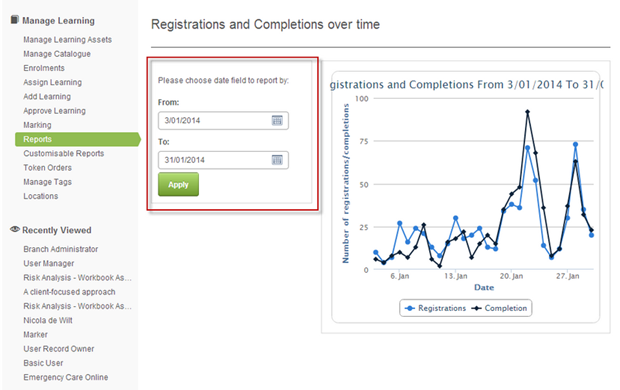 Manage Learning
Manage Learning Assets
Manage Catalogue
Enrolments
Assign Learning
Add Learning
Approve Learning
Marking
Reports
Customisable Reports
Token Orders
Manage Tags
Locations
Recently Viewed
Branch Administrator
User Manager
Risk Analysis - Workbook As...
A client-focused approach
Risk Analysis - Workbook As...
Nicola de Wilt
Marker
User Record Owner
Basic User
Emergency Care Online
Registrations and Completions over time
Please choose date field to report by:
From:
3/01/2014
To:
31/01/2014
Apply
gistrations and Completions From 3/01/2014 To 31/0
Number of registrations/completions
100
75
50
25
0
6. Jan
13. Jan
20. Jan
27. Jan
Date
Registrations
Completion